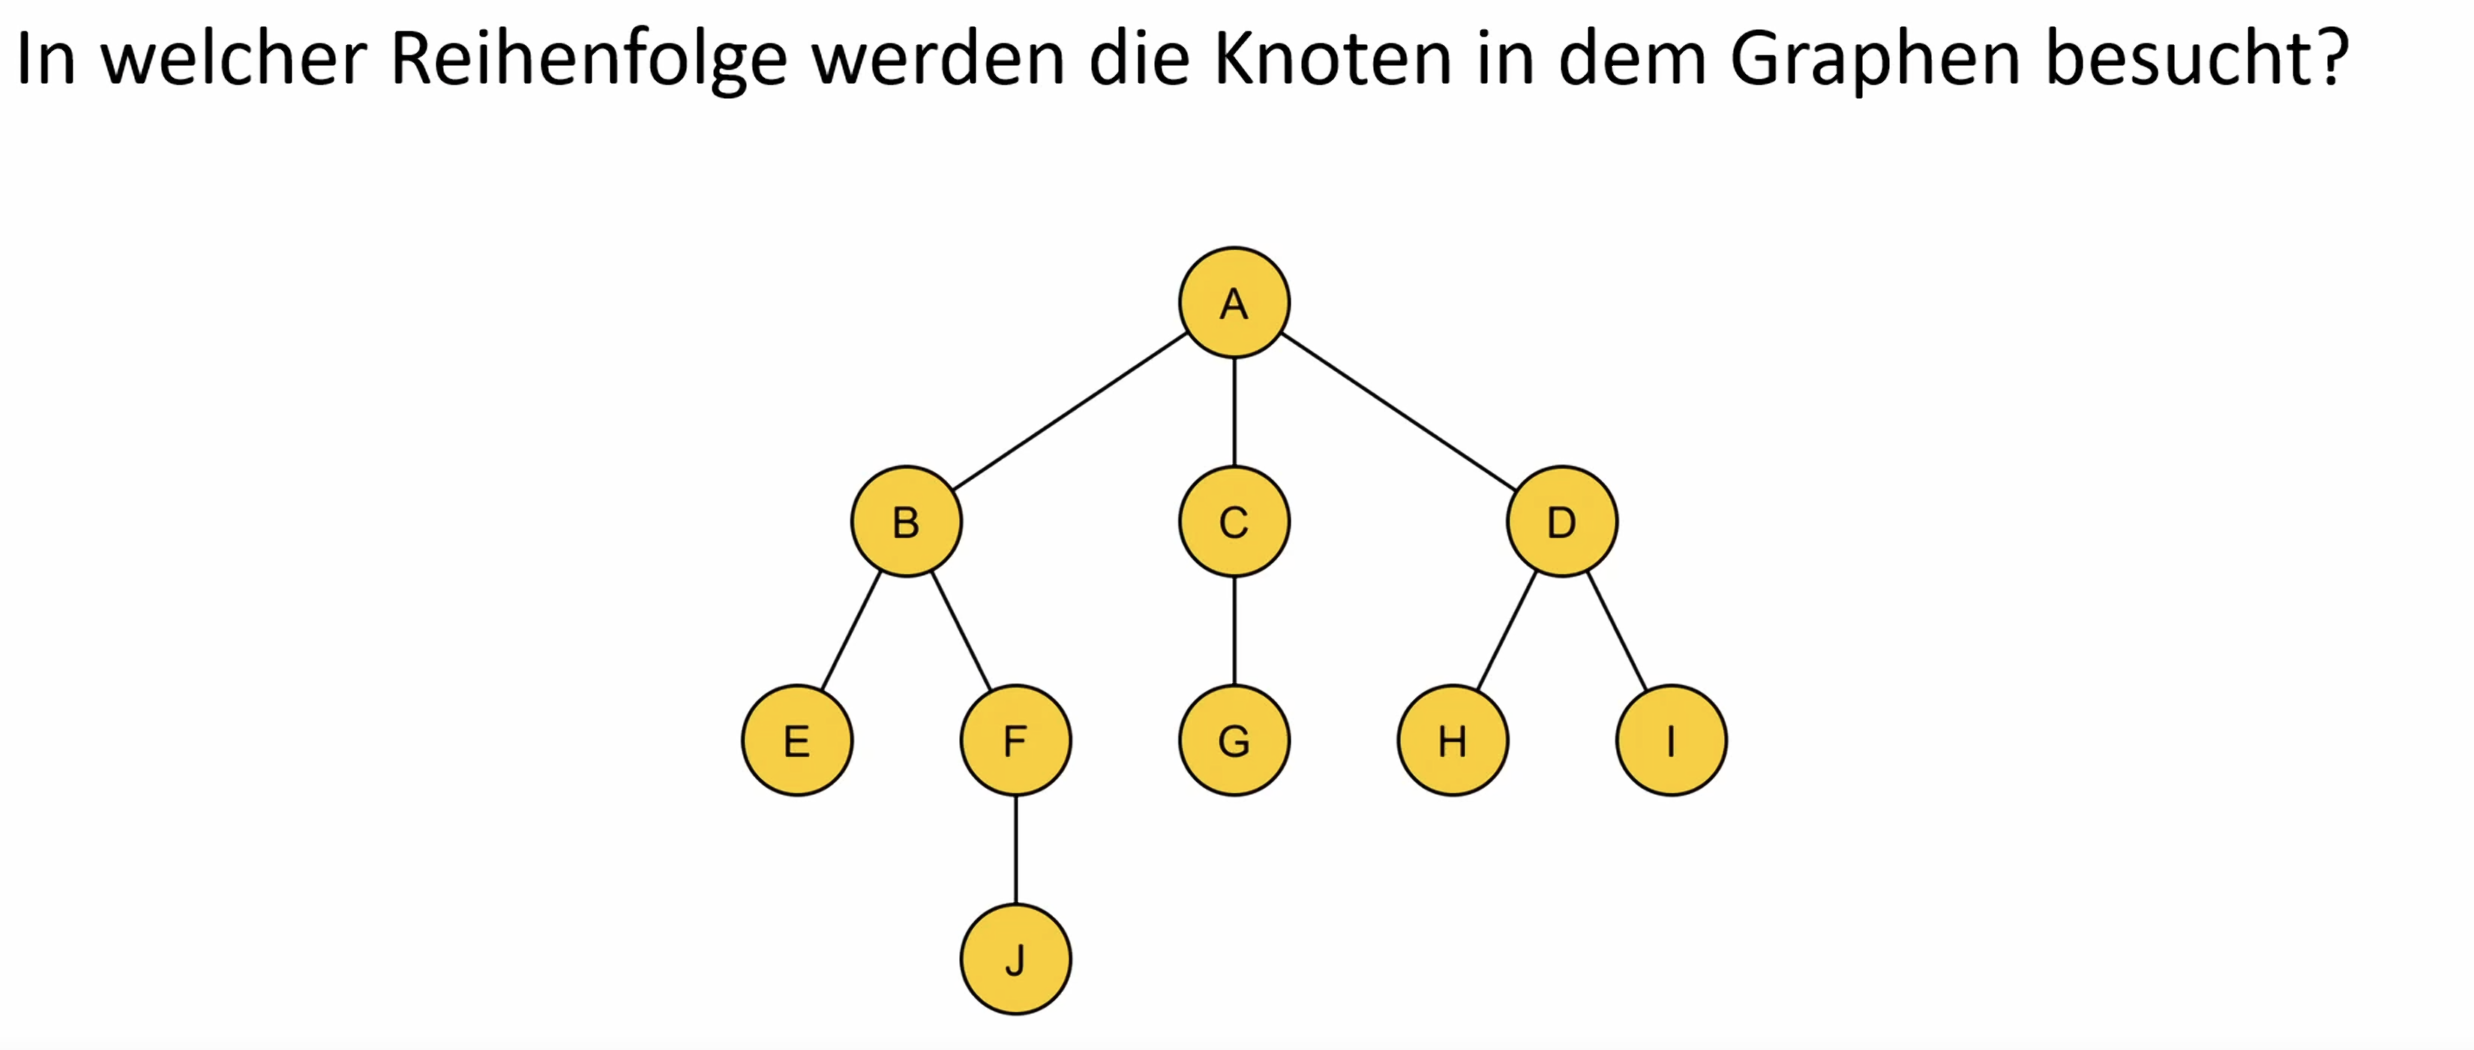 In welcher Reihenfolge werden die Knoten in dem Graphen besucht?
A
B C D
E F G H I
J